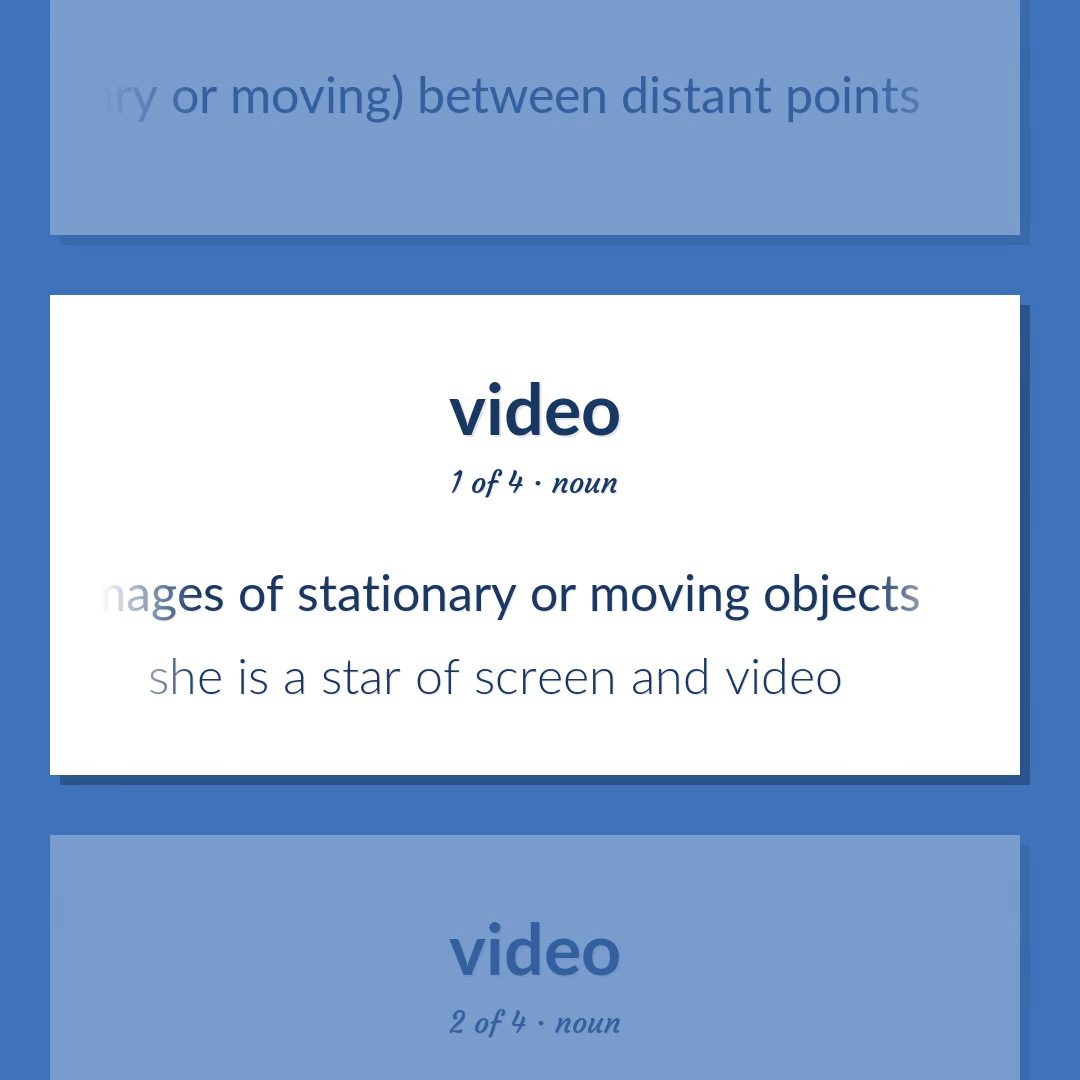 or moving) between distant points
video
1 of 4 · noun
of stationary or moving objects
she is a star of screen and video
video
2 of 4 · noun